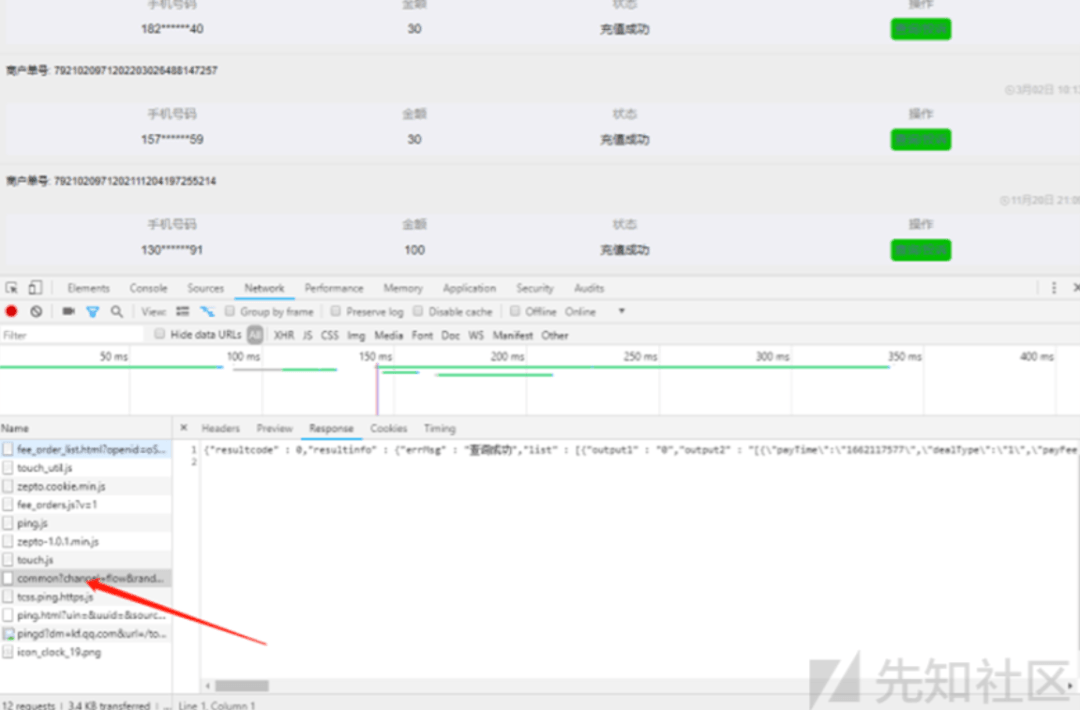 手机号码 金额 状态 操作
182******40 30 充值成功
商户单号: 7921020971202203026488147257
3月02日 10:1
手机号码 金额 状态 操作
157******59 30 充值成功
商户单号: 7921020971202111204197255214
11月20日 21:0
手机号码 金额 状态 操作
130******91 100 充值成功
Elements Console Sources Network Performance Memory Application Security Audits
View: Group by frame Preserve log Disable cache Offline Online
Filter Hide data URLs All XHR JS CSS Img Media Font Doc WS Manifest Other
50 ms 100 ms 150 ms 200 ms 250 ms 300 ms 350 ms 400 ms
Name Headers Preview Response Cookies Timing
fee_order_list.html?openid=oS...
touch_util.js
zepto.cookie.min.js
fee_orders.js?v=1
ping.js
zepto-1.0.1.min.js
touch.js
common?channel=flow&rand...
tcss.ping.https.js
ping.html?uin=&uuid=&sourc...
pingd?dm=kf.qq.com&url=/to...
icon_clock_19.png
1 {"resultcode" : 0,"resultinfo" : {"errMsg" : "查询成功","list" : [{"output1" : "0","output2" : "[{\"payTime\":\"1662117577\",\"dealType\":\"1\",\"payfee
2
12 requests | 3.4 KB transferred | ... Line 1, Column 1
先知社区